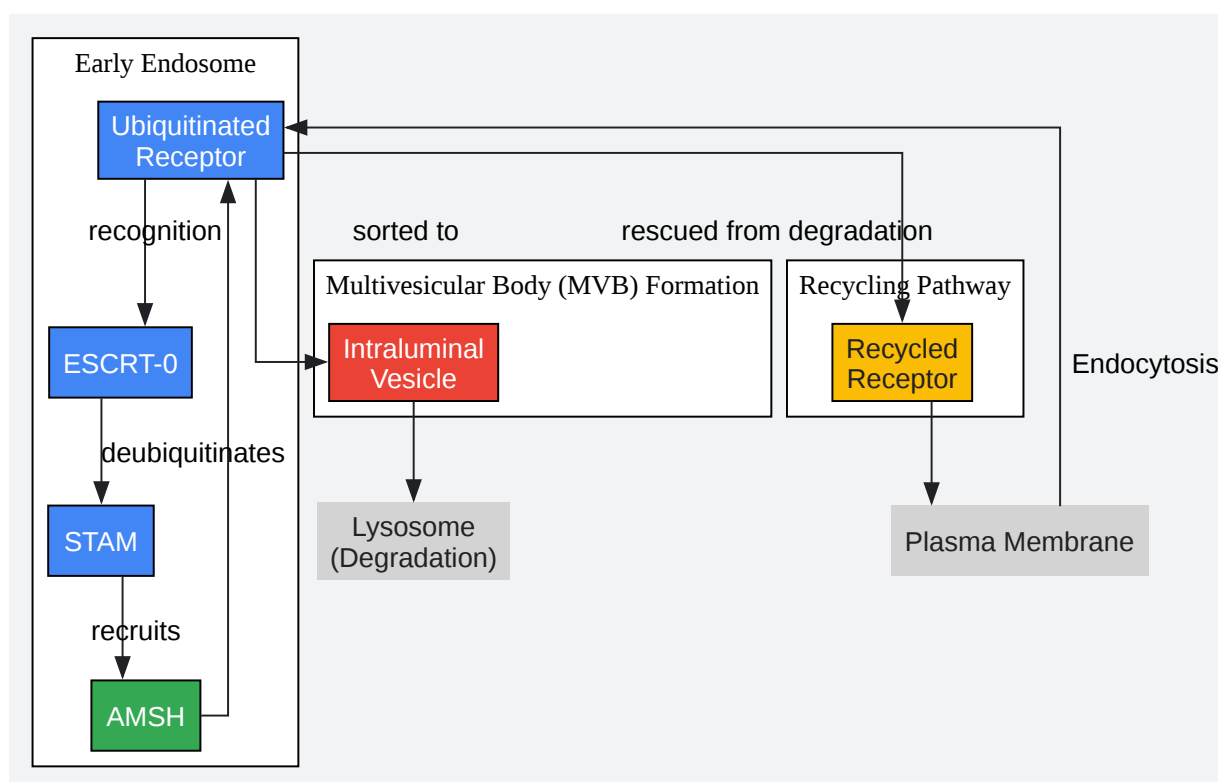 Early Endosome
Ubiquitinated
Receptor
recognition
sorted to
rescued from degradation
Multivesicular Body (MVB) Formation
Recycling Pathway
ESCRT-0
Intraluminal
Vesicle
Recycled
Receptor
Endocytosis
deubiquitinates
STAM
Lysosome
(Degradation)
Plasma Membrane
recruits
AMSH